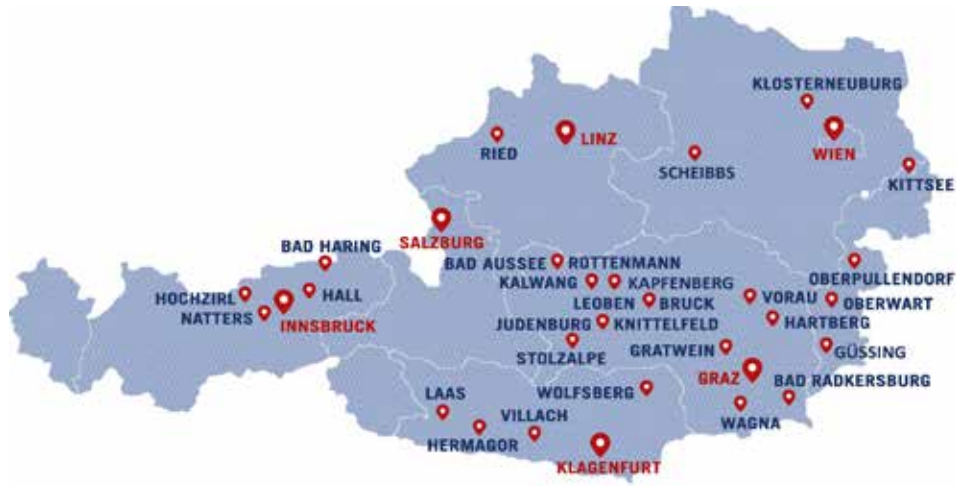 KLOSTERNEUBURG
LINZ
RIED
WIEN
SCHEIBBS
KITTSEE
SALZBURG
BAD HARING
BAD AUSSEE ROTTENMANN
OBERPULLENDORF
KALWANG KAPFENBERG
HOCHZIRL HALL
VORAU OBERWART
LEOBEN BRUCK
NATTERS INNSBRUCK
HARTBERG
JUDENBURG KNITTELFELD
STOLZALPE
GRATWEIN
GÜSSING
GRAZ
BAD RADKERSBURG
WOLFSBERG
LAAS
VILLACH
WAGNA
HERMAGOR
KLAGENFURT